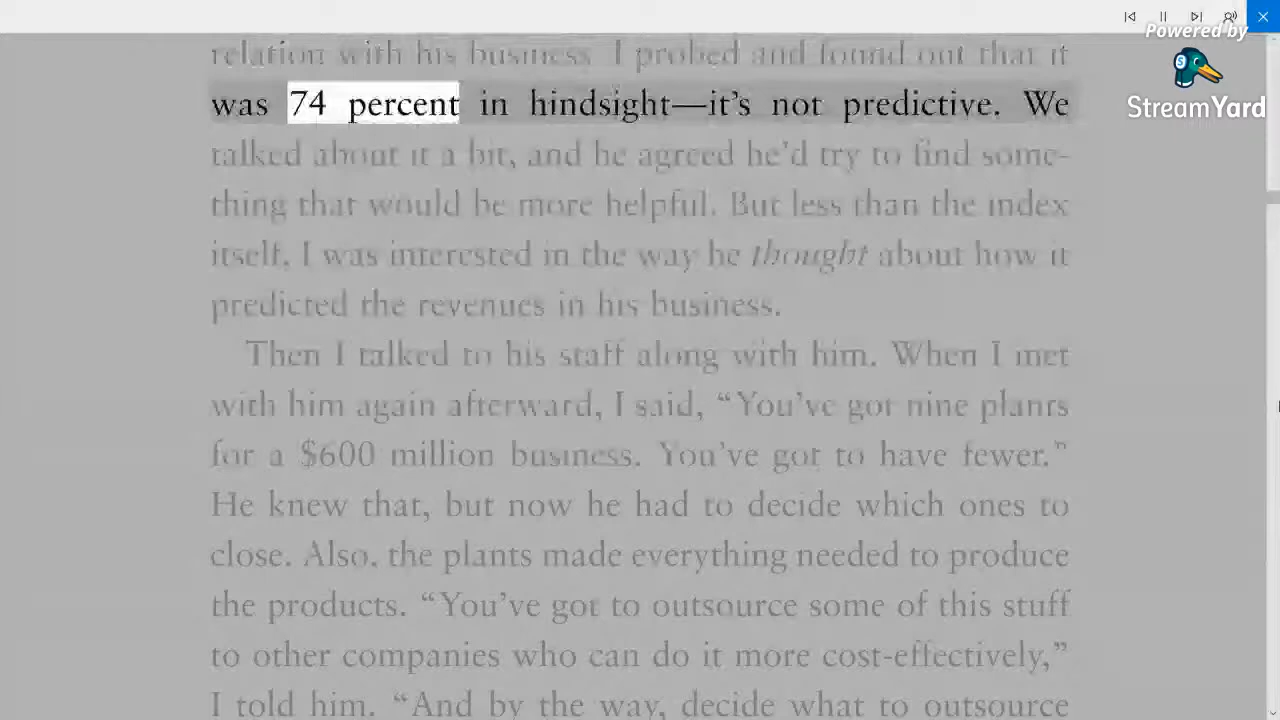 Powered by
StreamYard
relation with his business. I probed and found out that it
was 74 percent in hindsight—it’s not predictive. We
talked about it a bit, and he agreed he’d try to find some-
thing that would be more helpful. But less than the index
itself, I was interested in the way he thought about how it
predicted the revenues in his business.
Then I talked to his staff along with him. When I met
with him again afterward, I said, “You’ve got nine plants
for a $600 million business. You’ve got to have fewer.”
He knew that, but now he had to decide which ones to
close. Also, the plants made everything needed to produce
the products. “You’ve got to outsource some of this stuff
to other companies who can do it more cost-effectively,”
I told him. “And by the way, decide what to outsource